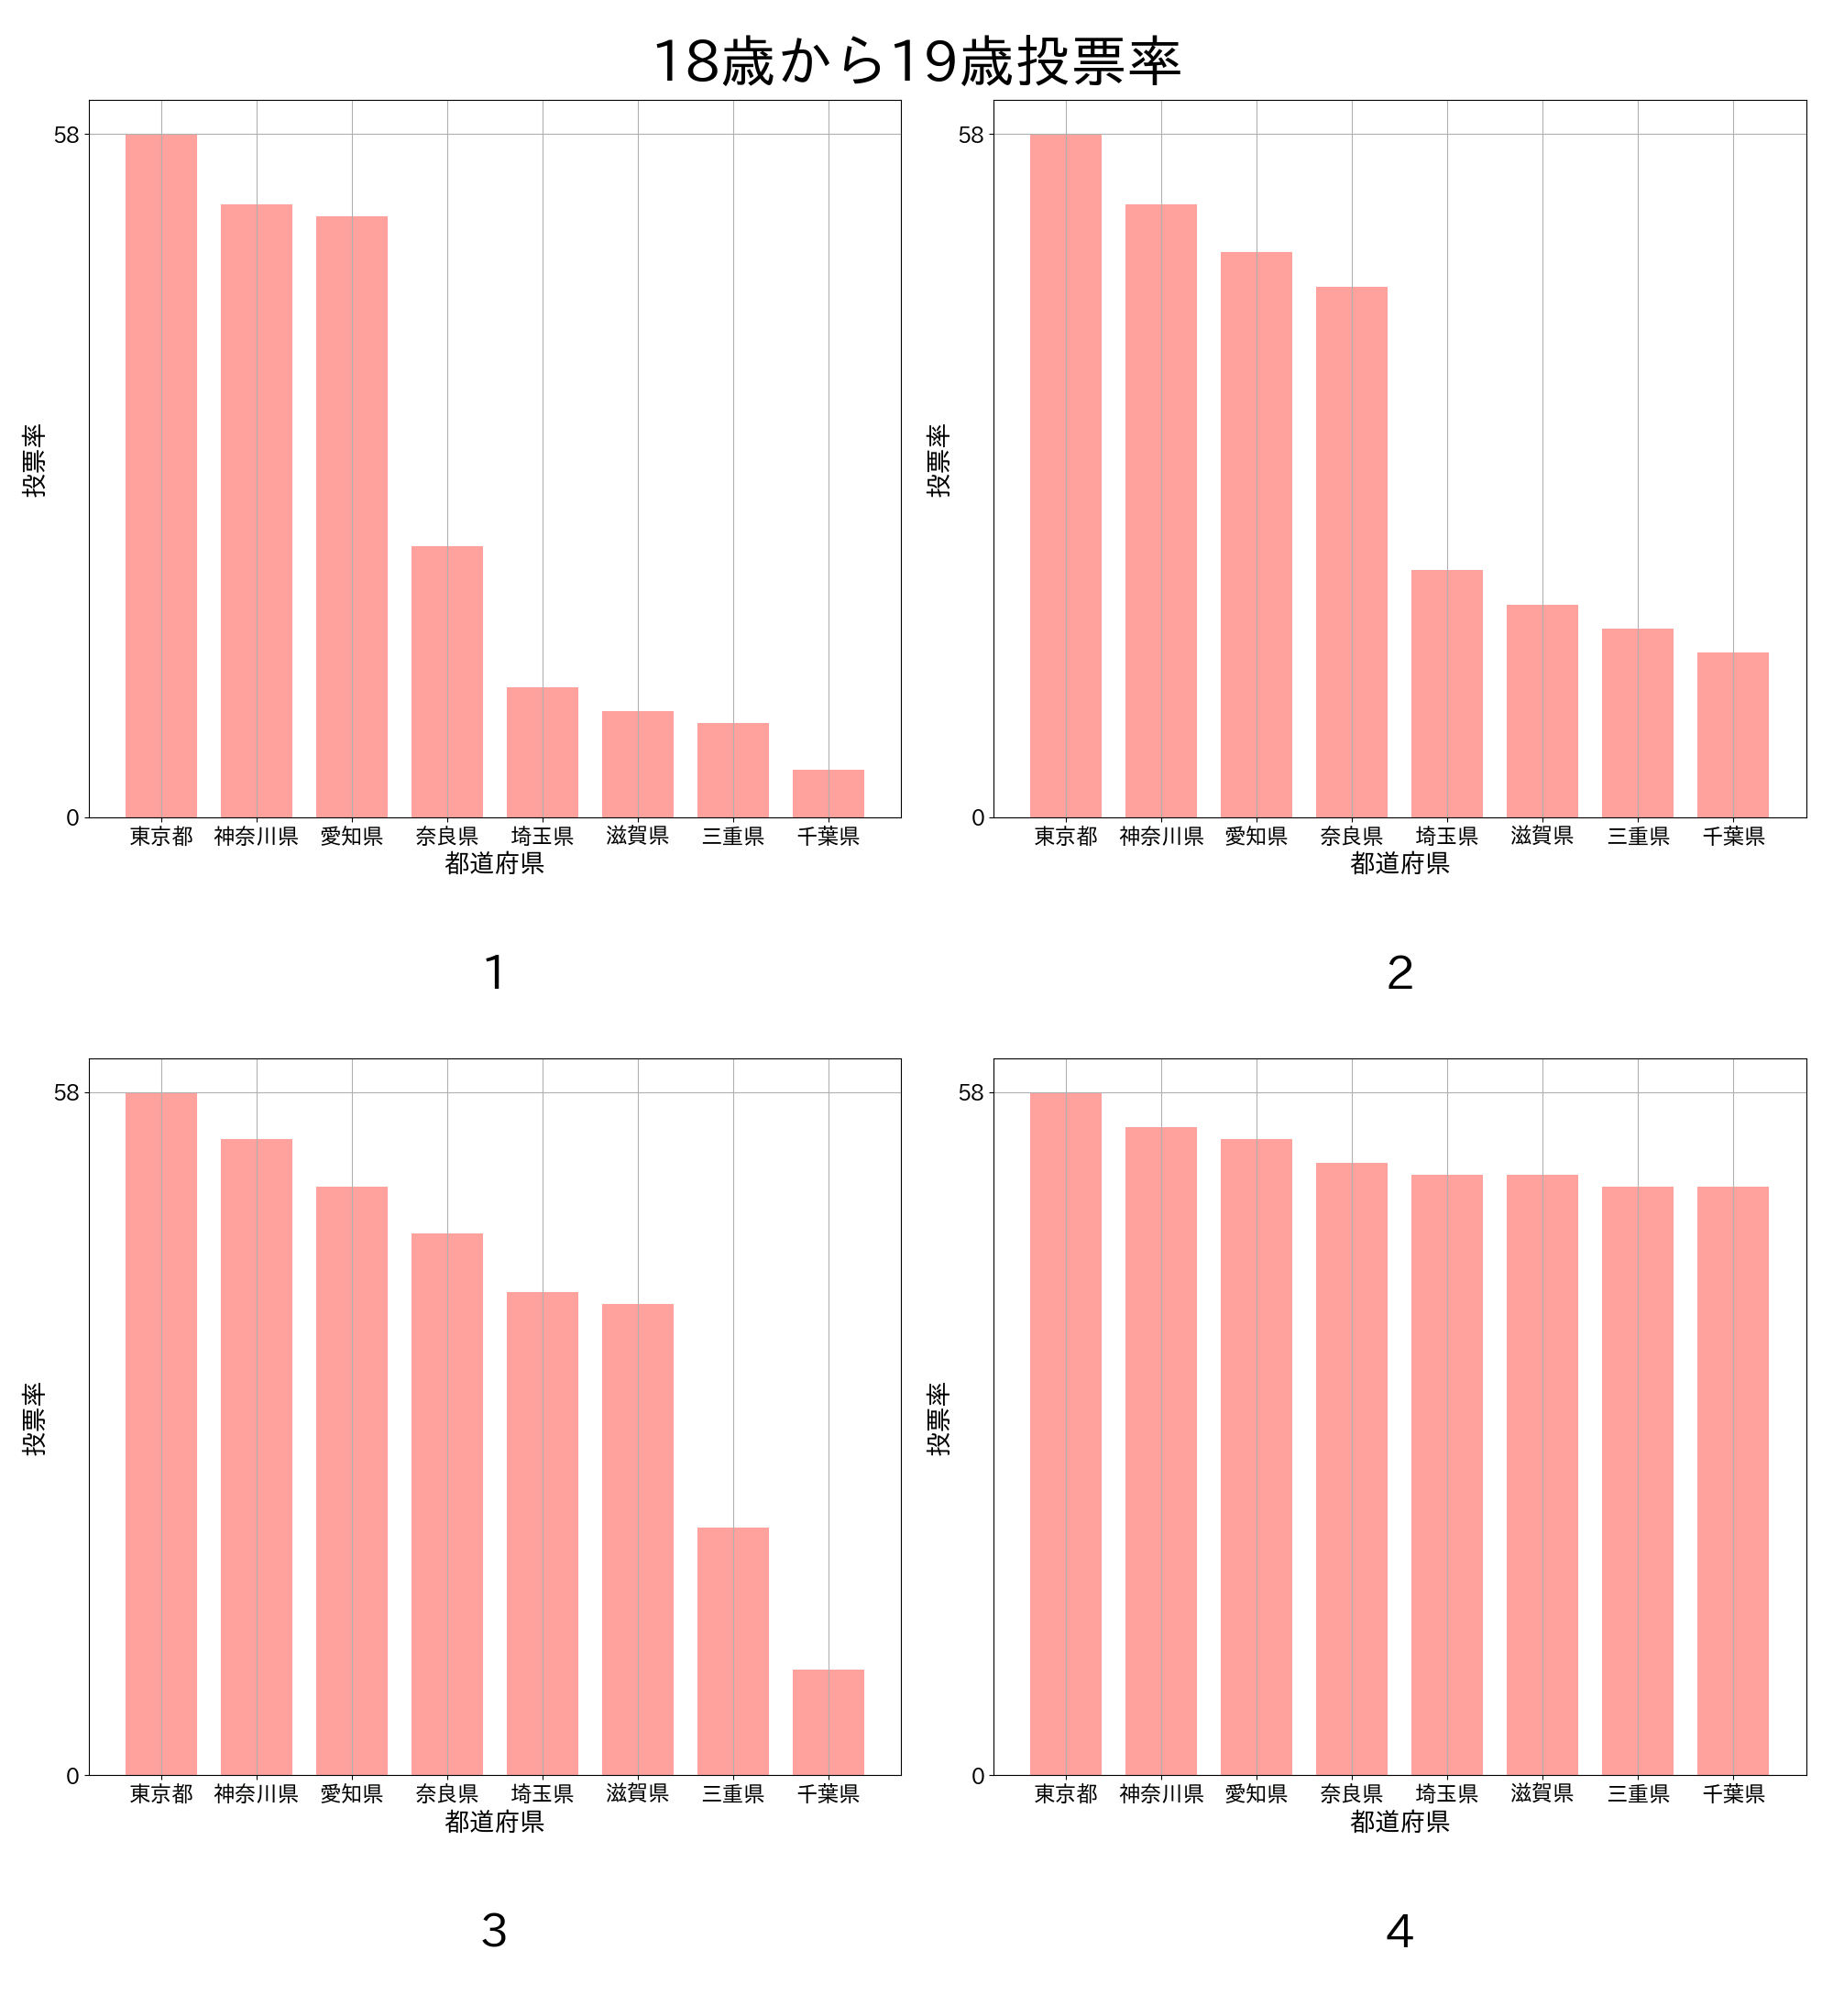 18歳から19歳投票率
58
0
投票率
東京都 神奈川県 愛知県 奈良県 埼玉県 滋賀県 三重県 千葉県
都道府県
1
58
0
投票率
東京都 神奈川県 愛知県 奈良県 埼玉県 滋賀県 三重県 千葉県
都道府県
2
58
0
投票率
東京都 神奈川県 愛知県 奈良県 埼玉県 滋賀県 三重県 千葉県
都道府県
3
58
0
投票率
東京都 神奈川県 愛知県 奈良県 埼玉県 滋賀県 三重県 千葉県
都道府県
4